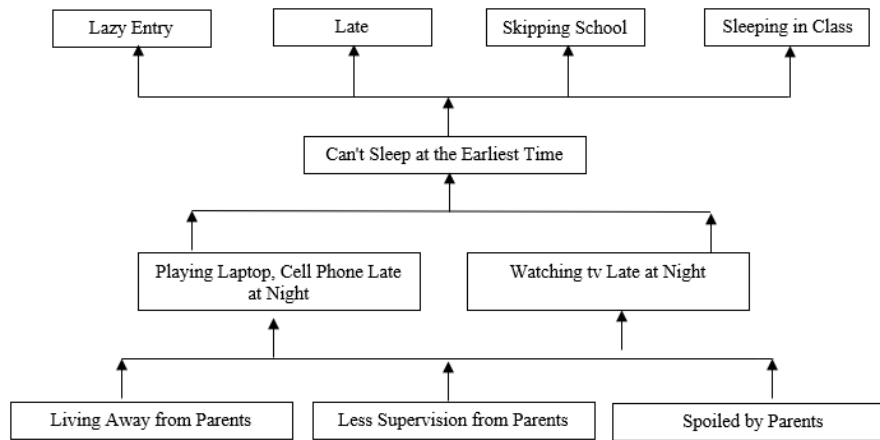 Lazy Entry
Late
Skipping School
Sleeping in Class
Can't Sleep at the Earliest Time
Playing Laptop, Cell Phone Late
at Night
Watching tv Late at Night
Living Away from Parents
Less Supervision from Parents
Spoiled by Parents